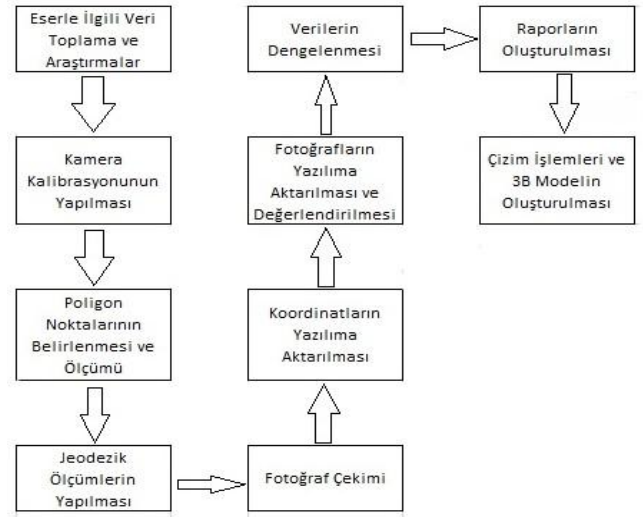 Eserle İlgili Veri
Toplama ve
Araştırmalar
Kamera
Kalibrasyonunun
Yapılması
Poligon
Noktalarının
Belirlenmesi ve
Ölçümü
Jeodezik
Ölçümlerin
Yapılması
Fotoğraf Çekimi
Koordinatların
Yazılıma
Aktarılması
Fotoğrafların
Yazılıma
Aktarılması ve
Değerlendirilmesi
Verilerin
Dengelenmesi
Raporların
Oluşturulması
Çizim İşlemleri ve
3B Modelin
Oluşturulması